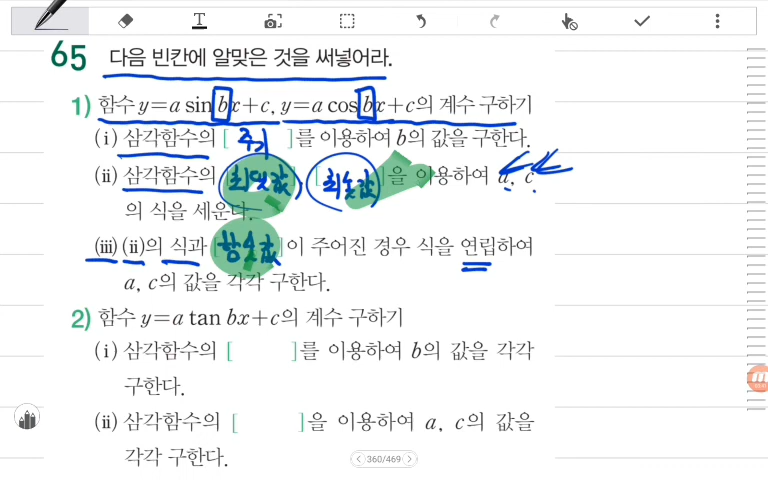 65 다음 빈칸에 알맞은 것을 써넣어라.
1) 함수 y=a sin bx+c, y=a cos bx+c의 계수 구하기
(i) 삼각함수의 [ 주기 ]를 이용하여 b의 값을 구한다.
(ii) 삼각함수의 [최댓값], [최솟값]을 이용하여 a, c
의 식을 세운다.
(iii) (ii)의 식과 [함숫값]이 주어진 경우 식을 연립하여
a, c의 값을 각각 구한다.
2) 함수 y=a tan bx+c의 계수 구하기
(i) 삼각함수의 [ ]를 이용하여 b의 값을 각각
구한다.
(ii) 삼각함수의 [ ]을 이용하여 a, c의 값을
각각 구한다.
360/469